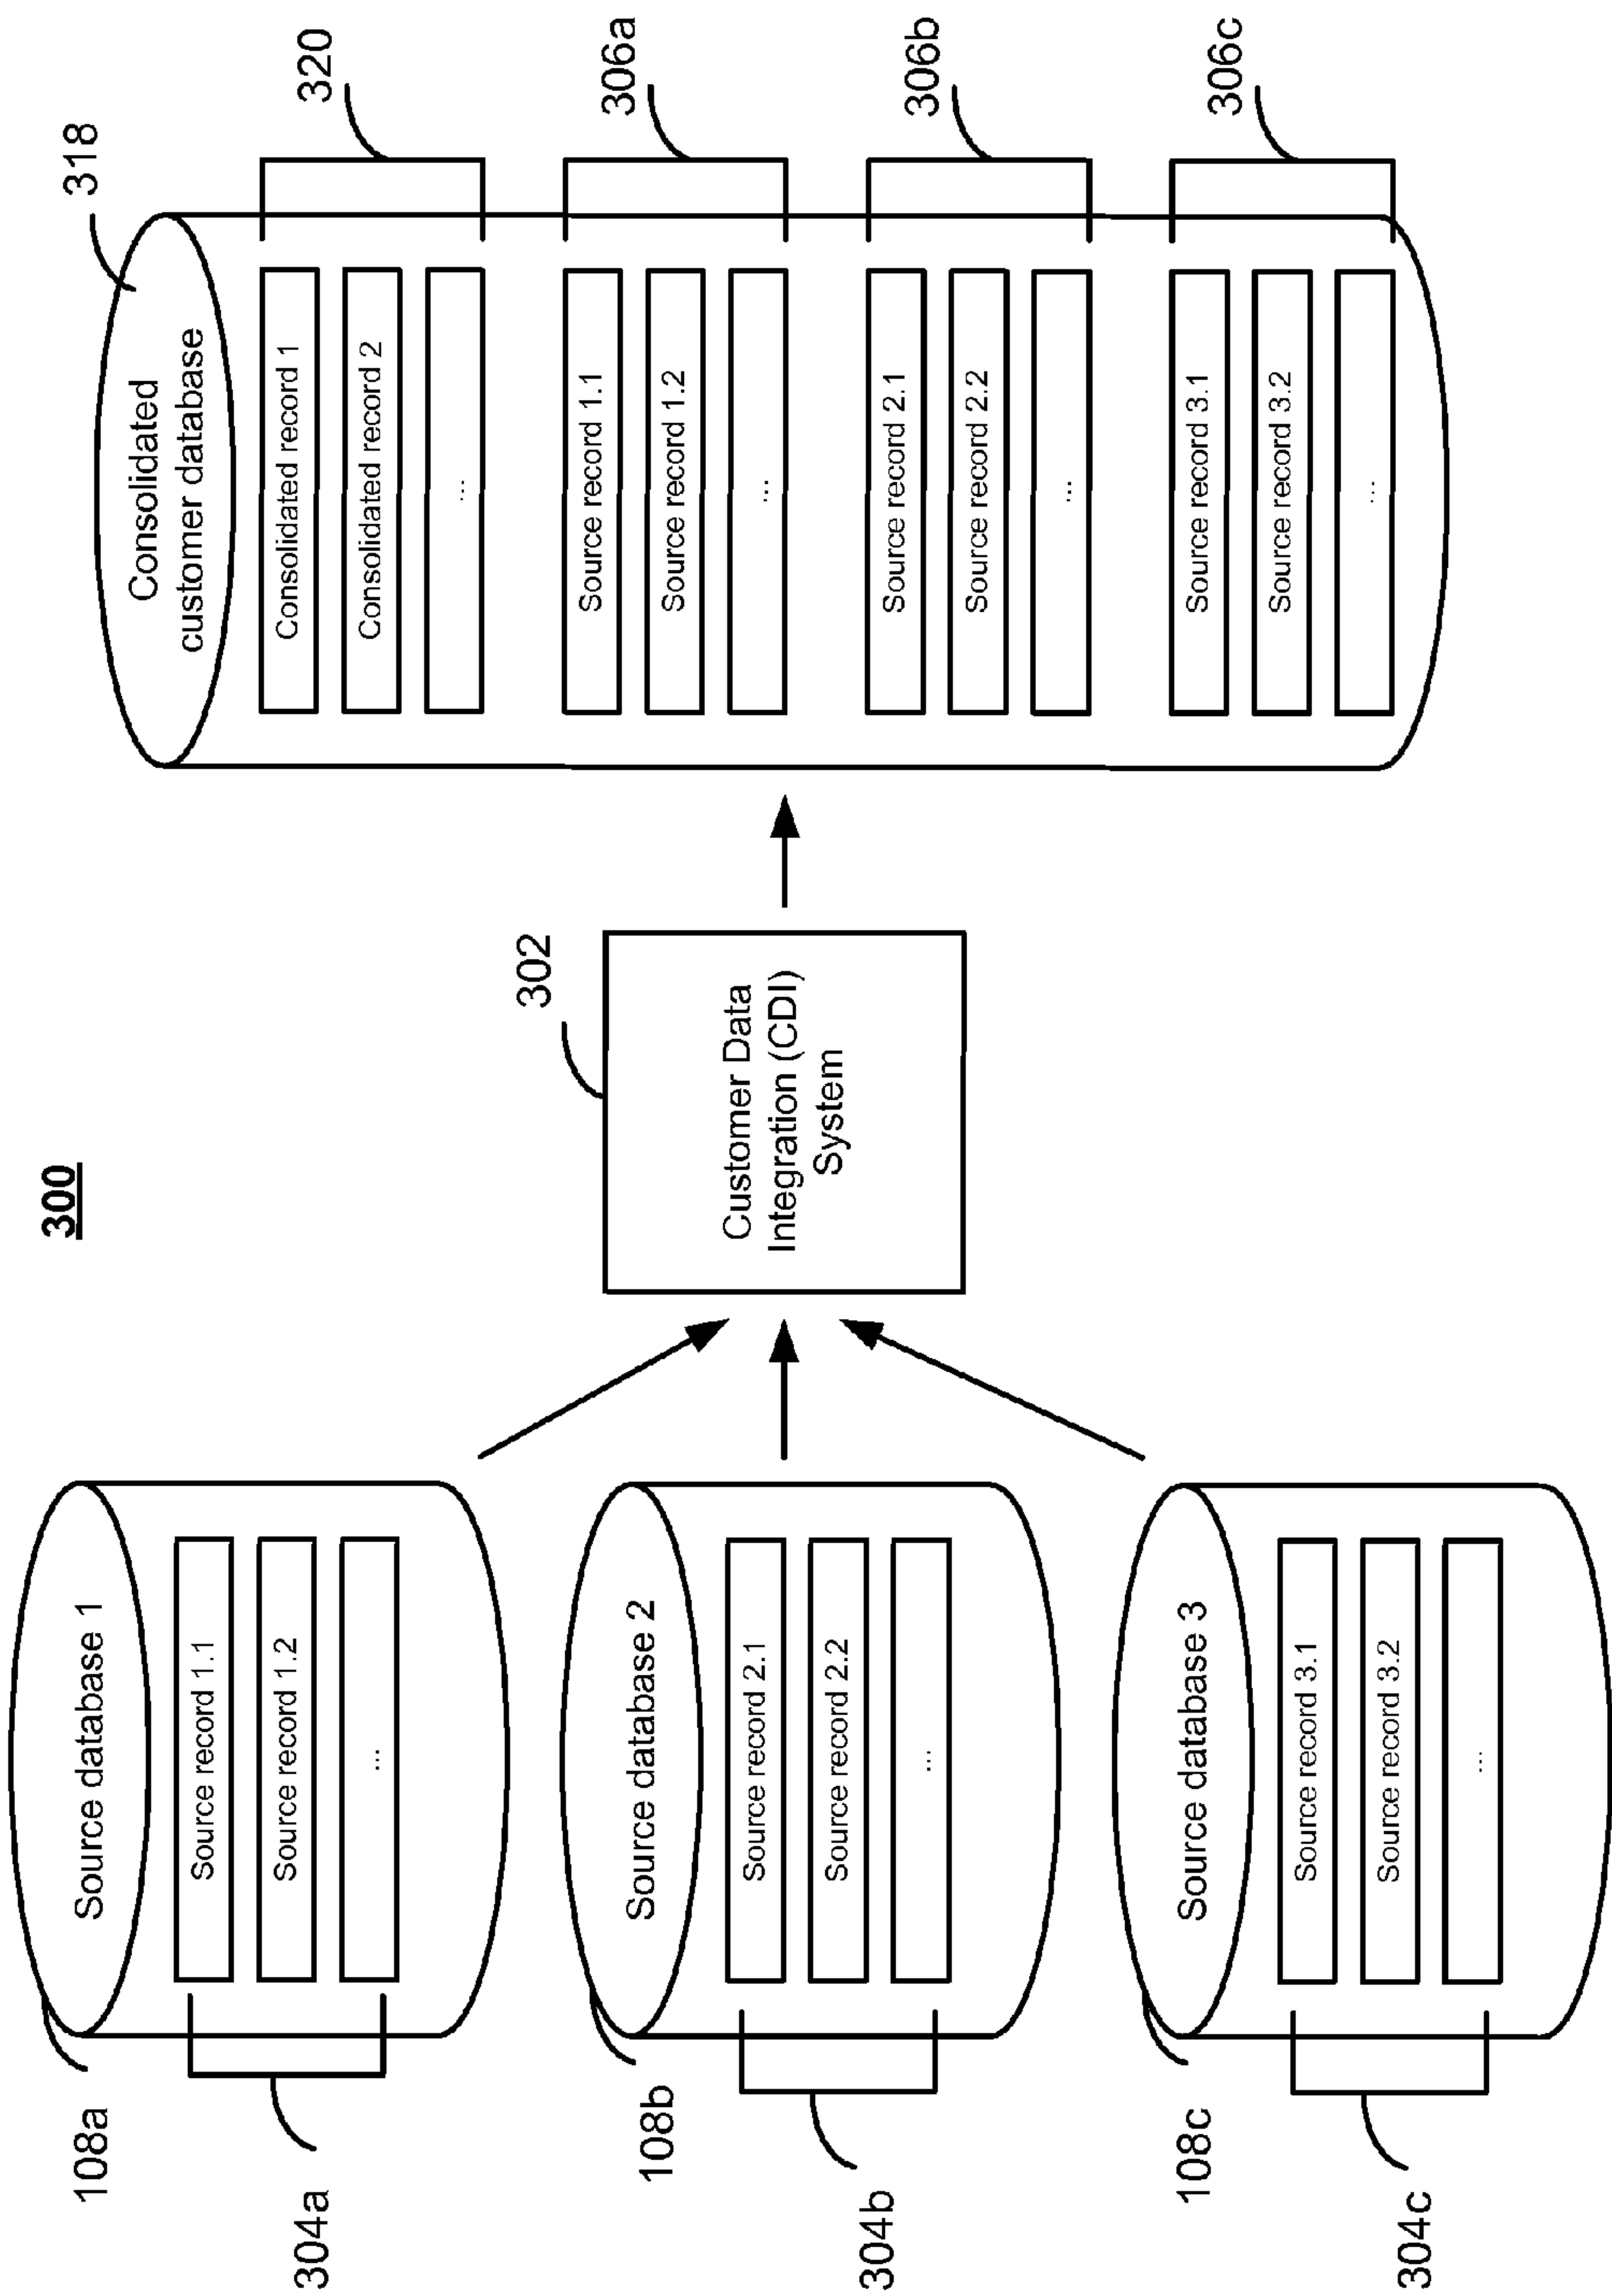 300
108a
Source database 1
Source record 1.1
Source record 1.2
...
304a
108b
Source database 2
Source record 2.1
Source record 2.2
...
304b
108c
Source database 3
Source record 3.1
Source record 3.2
...
304c
302
Customer Data
Integration (CDI)
System
318
Consolidated
customer database
Consolidated record 1
Consolidated record 2
...
320
Source record 1.1
Source record 1.2
...
306a
Source record 2.1
Source record 2.2
...
306b
Source record 3.1
Source record 3.2
...
306c